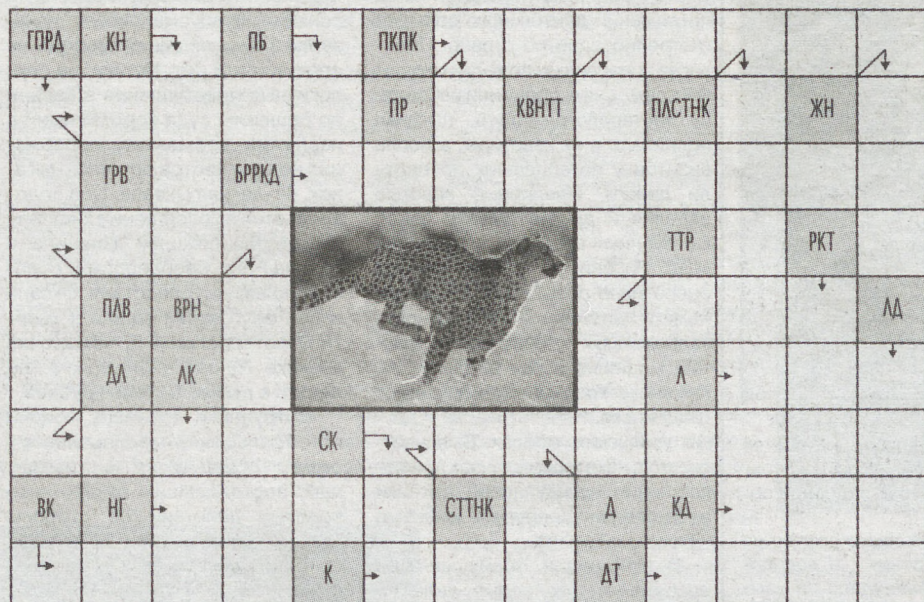 ГПРД КН ПБ ПКПК
ПР КВНТТ ПЛСТНК ЖН
ГРВ БРРКД
ТТР РКТ
ПЛВ ВРН ЛД
ДЛ ЛК Л
СК
ВК НГ СТТНК Д КД
К ДТ